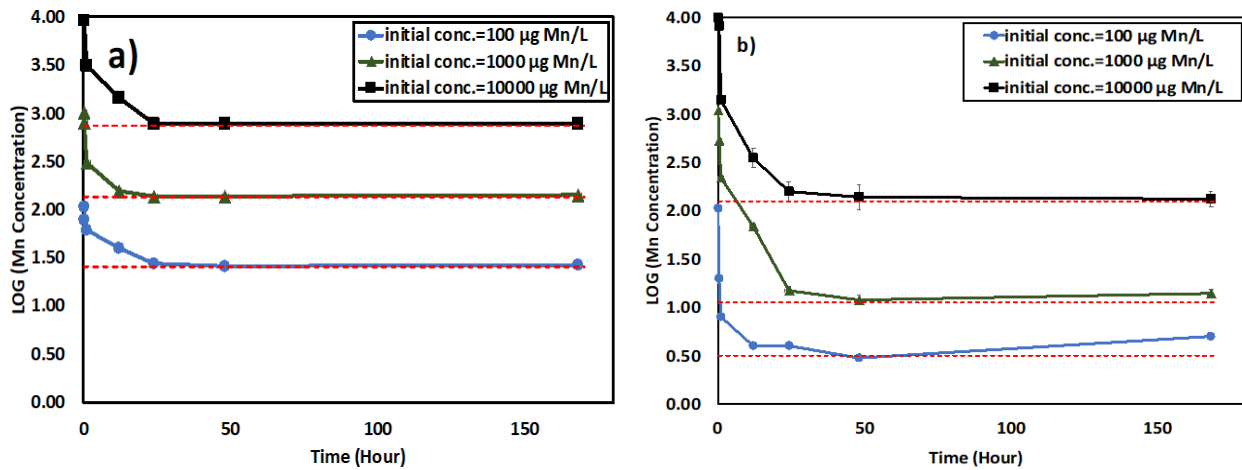 a)
initial conc.=100 µg Mn/L
initial conc.=1000 µg Mn/L
initial conc.=10000 µg Mn/L
LOG (Mn Concentration)
4.00
3.50
3.00
2.50
2.00
1.50
1.00
0.50
0.00
0
50
100
150
Time (Hour)
b)
initial conc.=100 µg Mn/L
initial conc.=1000 µg Mn/L
initial conc.=10000 µg Mn/L
LOG (Mn Concentration)
4.00
3.50
3.00
2.50
2.00
1.50
1.00
0.50
0.00
0
50
100
150
Time (Hour)